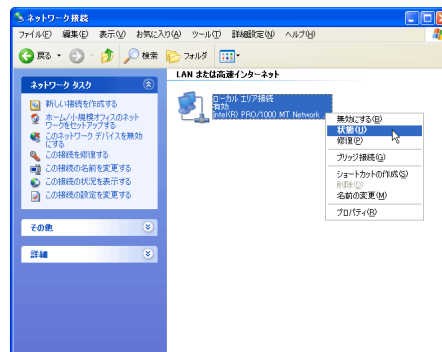 ネットワーク接続
ファイル(F) 編集(E) 表示(V) お気に入り(A) ツール(T) 詳細設定(N) ヘルプ(H)
戻る 検索 フォルダ
ネットワーク タスク
新しい接続を作成する
ホーム/小規模オフィスのネット
ワークをセットアップする
このネットワーク デバイスを無効
にする
この接続を修復する
この接続の名前を変更する
この接続の状況を表示する
この接続の設定を変更する
その他
詳細
LAN または高速インターネット
ローカル エリア接続
有効
Intel(R) PRO/1000 MT Network ...
無効にする(B)
状態(U)
修復(P)
ブリッジ接続(G)
ショートカットの作成(S)
削除(D)
名前の変更(M)
プロパティ(R)